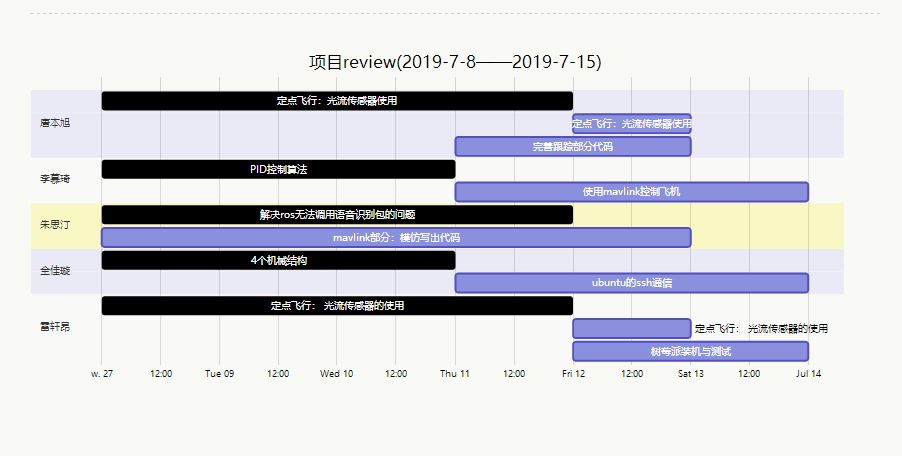 项目review(2019-7-8——2019-7-15)
唐本旭
定点飞行：光流传感器使用
定点飞行：光流传感器使用
完善跟踪部分代码
李慕琦
PID控制算法
使用mavlink控制飞机
朱思汀
解决ros无法调用语音识别包的问题
mavlink部分：模仿写出代码
全佳璇
4个机械结构
ubuntu的ssh通信
雷轩昂
定点飞行： 光流传感器的使用
定点飞行： 光流传感器的使用
树莓派装机与测试
w. 27 12:00 Tue 09 12:00 Wed 10 12:00 Thu 11 12:00 Fri 12 12:00 Sat 13 12:00 Jul 14